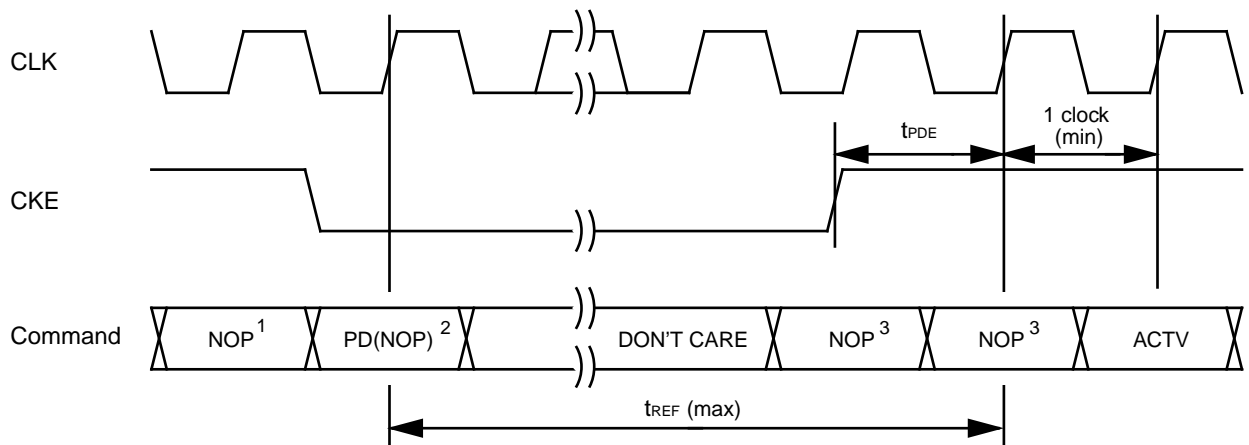 CLK
tPDE
1 clock
(min)
CKE
Command
NOP 1
PD(NOP) 2
DON'T CARE
NOP 3
NOP 3
ACTV
tREF (max)